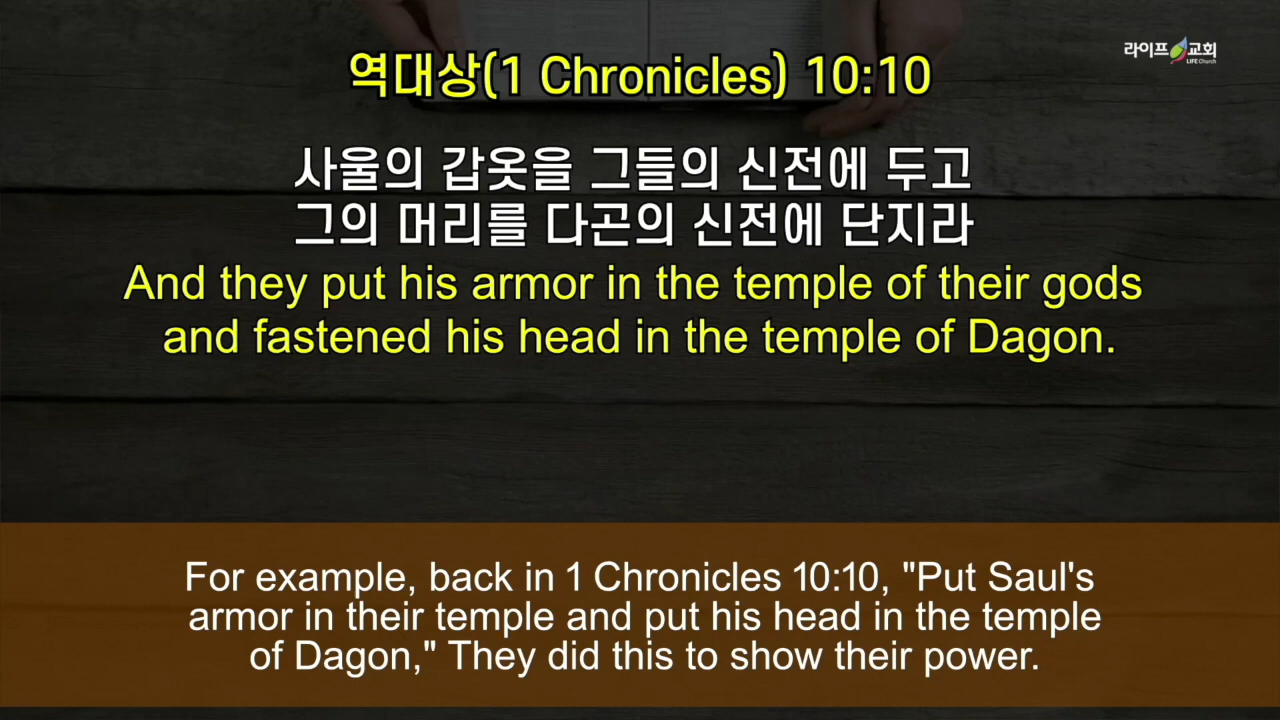 역대상(1 Chronicles) 10:10
라이프 교회
LIFE Church
사울의 갑옷을 그들의 신전에 두고
그의 머리를 다곤의 신전에 단지라
And they put his armor in the temple of their gods
and fastened his head in the temple of Dagon.
For example, back in 1 Chronicles 10:10, "Put Saul's
armor in their temple and put his head in the temple
of Dagon," They did this to show their power.